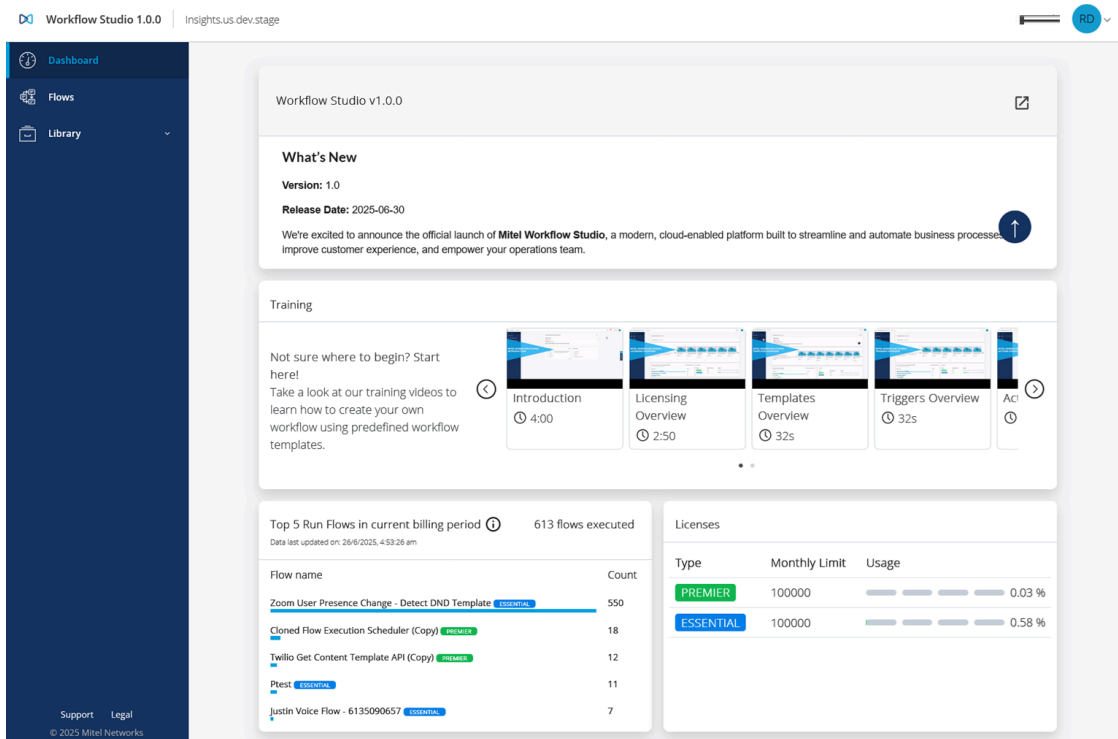 Workflow Studio 1.0.0
Insights.us.dev.stage
RD
Dashboard
Flows
Library
Workflow Studio v1.0.0
What's New
Version: 1.0
Release Date: 2025-06-30
We're excited to announce the official launch of Mitel Workflow Studio, a modern, cloud-enabled platform built to streamline and automate business processes
improve customer experience, and empower your operations team.
Training
Not sure where to begin? Start
here!
Take a look at our training videos to
learn how to create your own
workflow using predefined workflow
templates.
Introduction
4:00
Licensing
Overview
2:50
Templates
Overview
32s
Triggers Overview
32s
Top 5 Run Flows in current billing period 613 flows executed
Data last updated on: 26/6/2025, 4:53:26 am
Flow name Count
Zoom User Presence Change - Detect DND Template ESSENTIAL 550
Cloned Flow Execution Scheduler (Copy) PREMIER 18
Twilio Get Content Template API (Copy) PREMIER 12
Ptest ESSENTIAL 11
Justin Voice Flow - 6135090657 ESSENTIAL 7
Licenses
Type Monthly Limit Usage
PREMIER 100000 0.03 %
ESSENTIAL 100000 0.58 %
Support Legal
© 2025 Mitel Networks